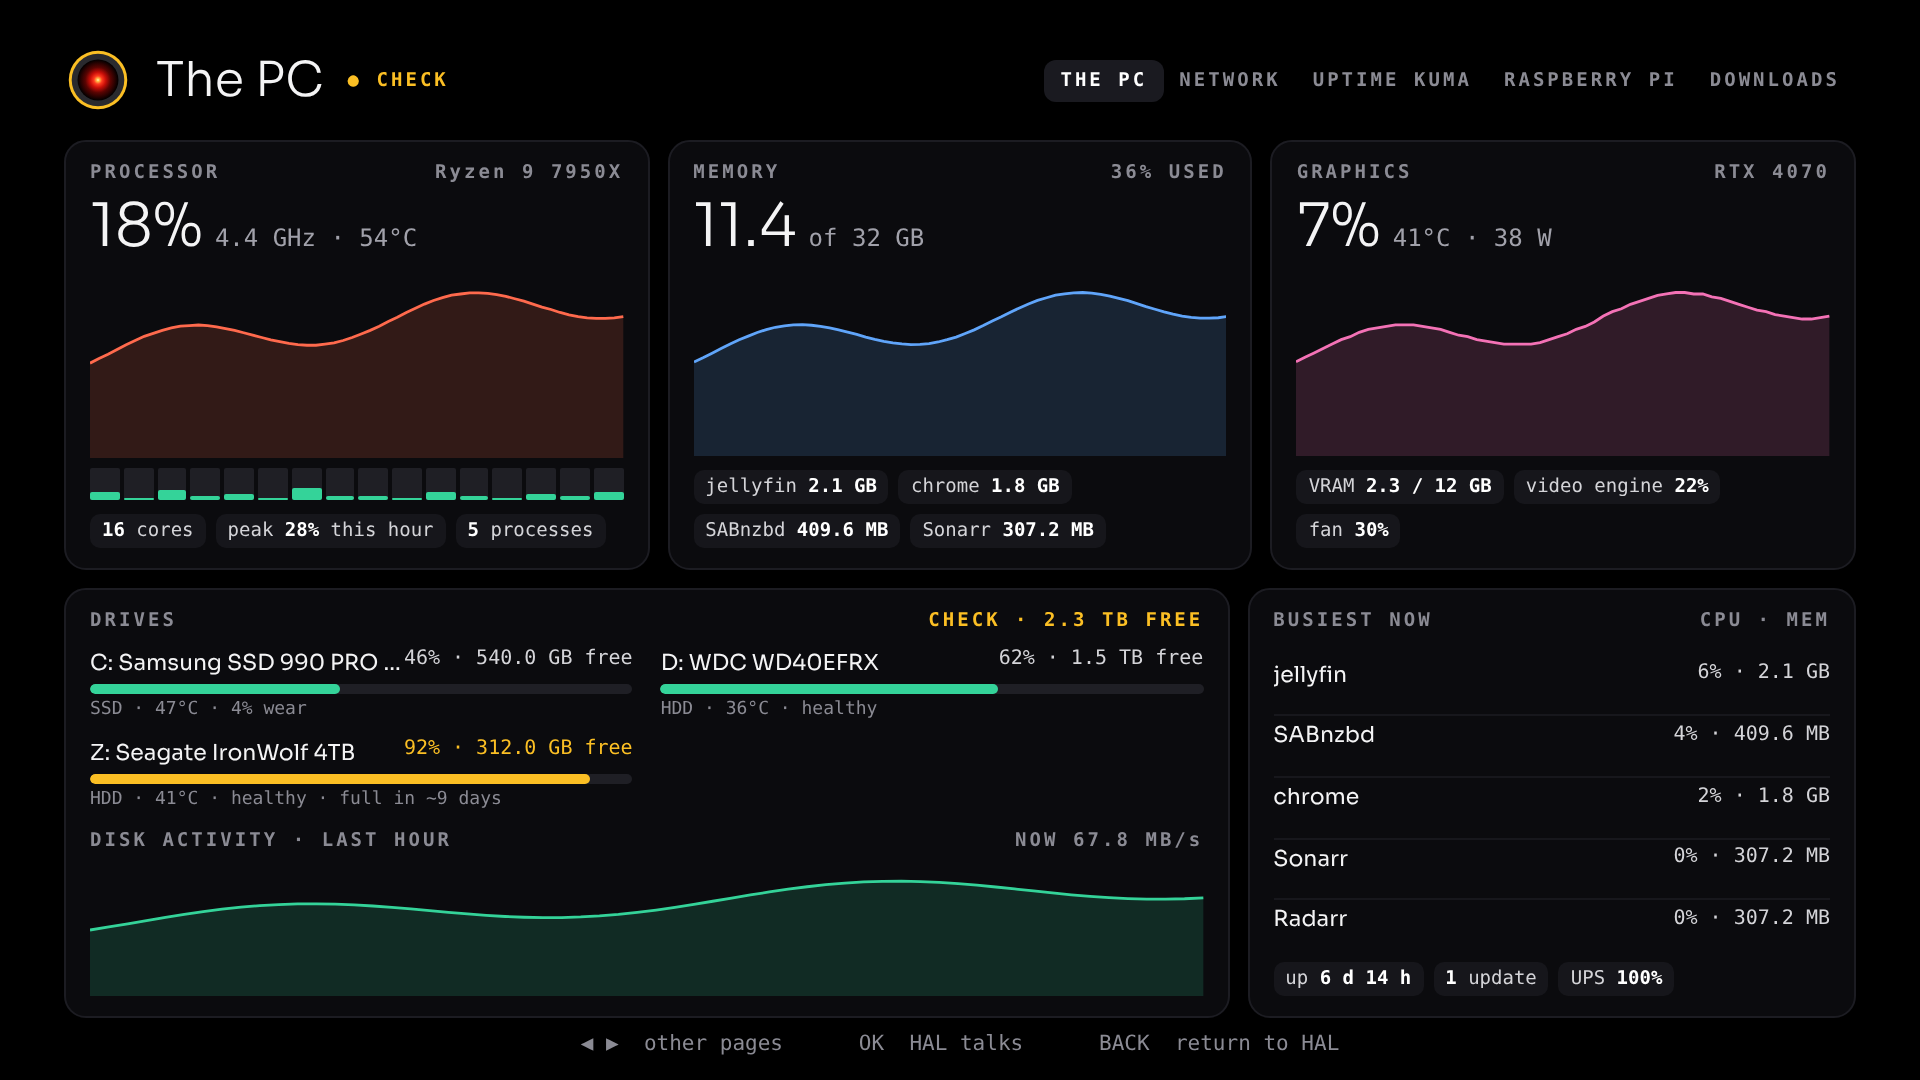 The PC ● CHECK
THE PC NETWORK UPTIME KUMA RASPBERRY PI DOWNLOADS
PROCESSOR Ryzen 9 7950X
18% 4.4 GHz · 54°C
16 cores peak 28% this hour 5 processes
MEMORY 36% USED
11.4 of 32 GB
jellyfin 2.1 GB chrome 1.8 GB
SABnzbd 409.6 MB Sonarr 307.2 MB
GRAPHICS RTX 4070
7% 41°C · 38 W
VRAM 2.3 / 12 GB video engine 22%
fan 30%
DRIVES CHECK · 2.3 TB FREE
C: Samsung SSD 990 PRO ... 46% · 540.0 GB free
SSD · 47°C · 4% wear
D: WDC WD40EFRX 62% · 1.5 TB free
HDD · 36°C · healthy
Z: Seagate IronWolf 4TB 92% · 312.0 GB free
HDD · 41°C · healthy · full in ~9 days
DISK ACTIVITY · LAST HOUR NOW 67.8 MB/s
BUSIEST NOW CPU · MEM
jellyfin 6% · 2.1 GB
SABnzbd 4% · 409.6 MB
chrome 2% · 1.8 GB
Sonarr 0% · 307.2 MB
Radarr 0% · 307.2 MB
up 6 d 14 h 1 update UPS 100%
◀ ▶ other pages OK HAL talks BACK return to HAL